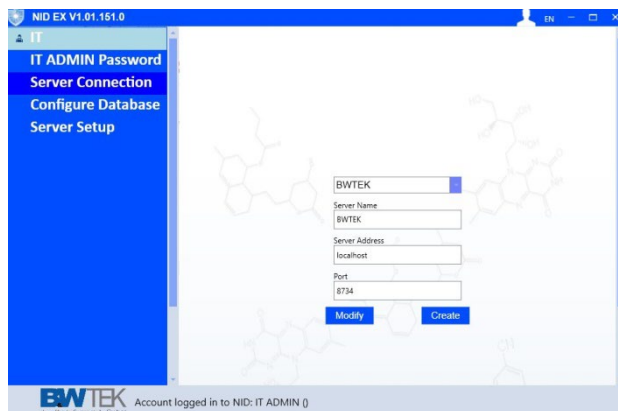 NID EX V1.01.151.0
EN
IT
IT ADMIN Password
Server Connection
Configure Database
Server Setup
BWTEK
Server Name
BWTEK
Server Address
localhost
Port
8734
Modify
Create
BWTEK
Account logged in to NID: IT ADMIN ()